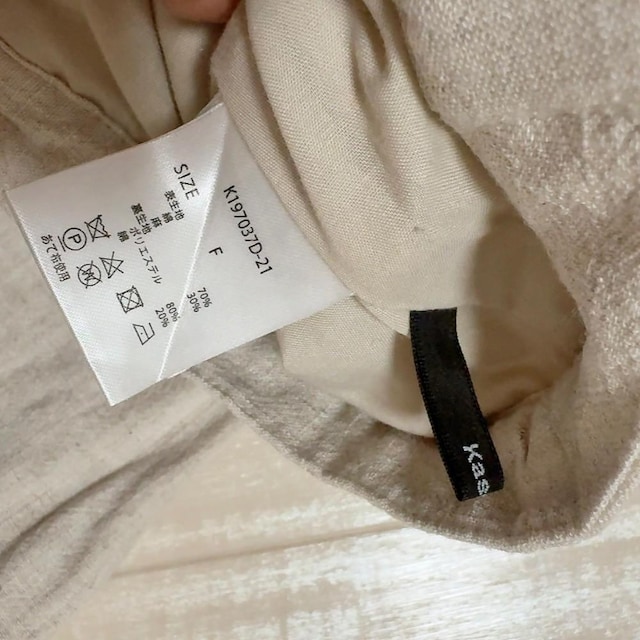 K197037D-21
SIZE F
表生地 綿 70%
麻 30%
裏生地 ポリエステル 80%
綿 20%
あて布使用
P
Kas